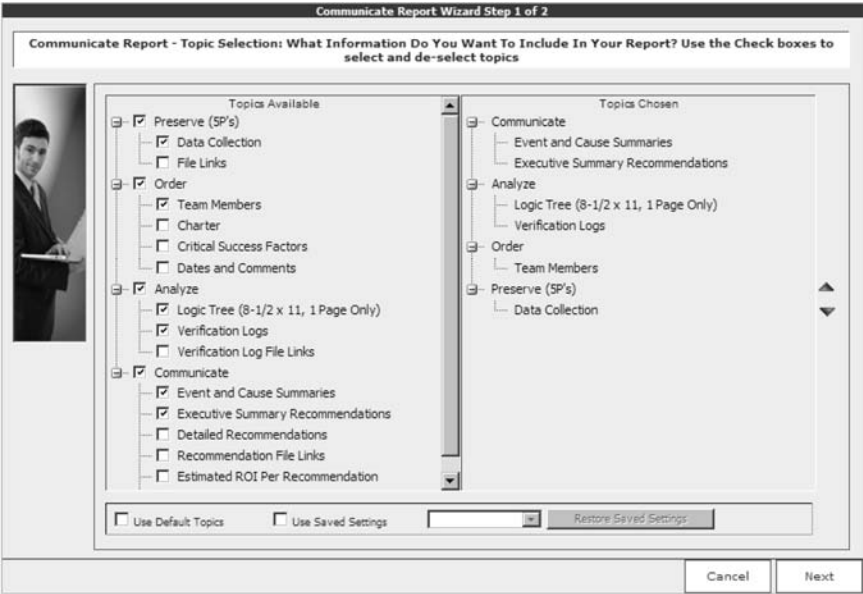 Communicate Report Wizard Step 1 of 2
Communicate Report - Topic Selection: What Information Do You Want To Include In Your Report? Use the Check boxes to
select and de-select topics
Topics Available
Preserve (5P's)
Data Collection
File Links
Order
Team Members
Charter
Critical Success Factors
Dates and Comments
Analyze
Logic Tree (8-1/2 x 11, 1 Page Only)
Verification Logs
Verification Log File Links
Communicate
Event and Cause Summaries
Executive Summary Recommendations
Detailed Recommendations
Recommendation File Links
Estimated ROI Per Recommendation
Topics Chosen
Communicate
Event and Cause Summaries
Executive Summary Recommendations
Analyze
Logic Tree (8-1/2 x 11, 1 Page Only)
Verification Logs
Order
Team Members
Preserve (5P's)
Data Collection
Use Default Topics
Use Saved Settings
Restore Saved Settings
Cancel
Next